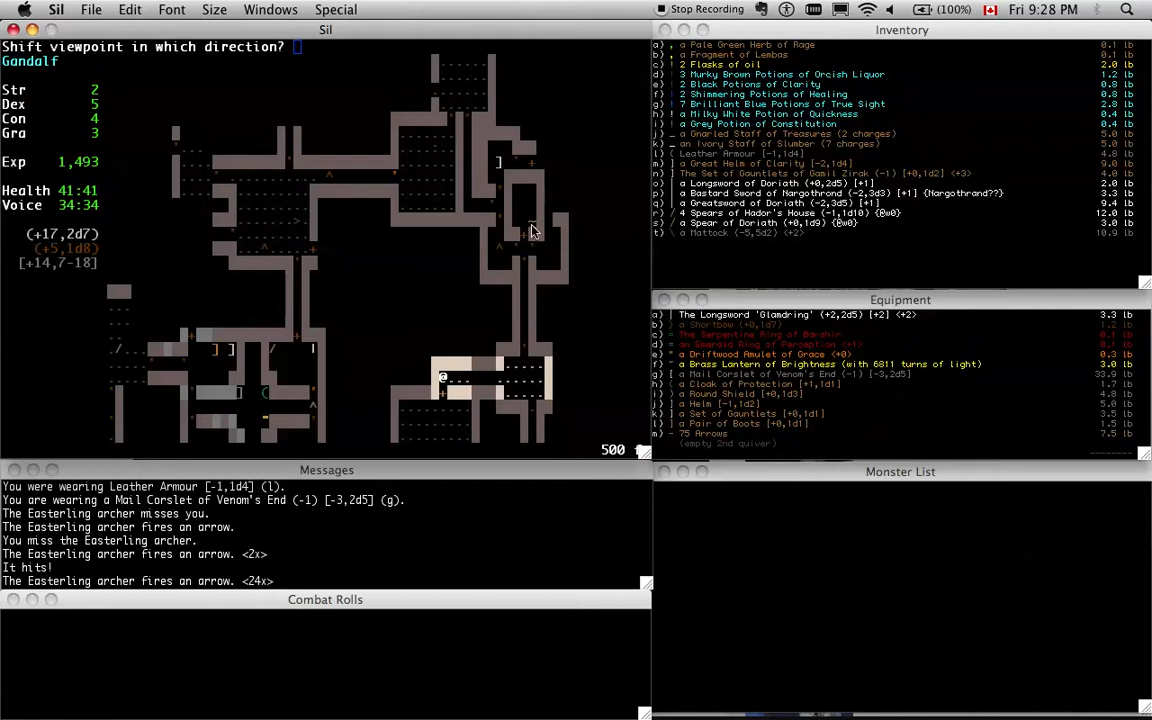 Sil File Edit Font Size Windows Special Stop Recording (100%) Fri 9:28 PM
Sil
Shift viewpoint in which direction?
Gandalf
Str 2
Dex 5
Con 4
Gra 3
Exp 1,493
Health 41:41
Voice 34:34
(+17,2d7)
(+5,1d8)
[+14,7-18]
500 f
Messages
You were wearing Leather Armour [-1,1d4] (l).
You are wearing a Mail Corslet of Venom's End (-1) [-3,2d5] (g).
The Easterling archer misses you.
The Easterling archer fires an arrow.
You miss the Easterling archer.
The Easterling archer fires an arrow. <2x>
It hits!
The Easterling archer fires an arrow. <24x>
Combat Rolls
Inventory
a) , a Pale Green Herb of Rage 0.1 lb
b) , a Fragment of Lembas 0.1 lb
c) ! 2 Flasks of oil 2.0 lb
d) ! 3 Murky Brown Potions of Orcish Liquor 1.2 lb
e) ! 2 Black Potions of Clarity 0.8 lb
f) ! 2 Shimmering Potions of Healing 0.8 lb
g) ! 7 Brilliant Blue Potions of True Sight 2.8 lb
h) ! a Milky White Potion of Quickness 0.4 lb
i) ! a Grey Potion of Constitution 0.4 lb
j) _ a Gnarled Staff of Treasures (2 charges) 5.0 lb
k) _ an Ivory Staff of Slumber (7 charges) 5.0 lb
l) ( Leather Armour [-1,1d4] 4.8 lb
m) ] a Great Helm of Clarity [-2,1d4] 9.0 lb
n) ] The Set of Gauntlets of Gamil Zirak (-1) [+0,1d2] <+3> 4.0 lb
o) | a Longsword of Doriath (+0,2d5) [+1] 2.0 lb
p) | a Bastard Sword of Nargothrond (-2,3d3) [+1] {Nargothrond??} 3.3 lb
q) | a Greatsword of Doriath (-2,3d5) [+1] 9.4 lb
r) / 4 Spears of Hador's House (-1,1d10) {@w0} 12.0 lb
s) / a Spear of Doriath (+0,1d9) {@w0} 3.0 lb
t) \ a Mattock (-5,5d2) <+2> 10.9 lb
Equipment
a) | The Longsword 'Glamdring' (+2,2d5) [+2] <+2> 3.3 lb
b) } a Shortbow (+0,1d7) 1.2 lb
c) = The Serpentine Ring of Barahir 0.1 lb
d) = an Emerald Ring of Perception <+1> 0.1 lb
e) " a Driftwood Amulet of Grace <+0> 0.3 lb
f) ~ a Brass Lantern of Brightness (with 6811 turns of light) 3.0 lb
g) [ a Mail Corslet of Venom's End (-1) [-3,2d5] 33.9 lb
h) ( a Cloak of Protection [+1,1d1] 1.7 lb
i) ) a Round Shield [+0,1d3] 4.8 lb
j) ] a Helm [-1,1d2] 5.0 lb
k) ] a Set of Gauntlets [+0,1d1] 3.5 lb
l) ] a Pair of Boots [+0,1d1] 1.5 lb
m) - 75 Arrows 7.5 lb
(empty 2nd quiver)
Monster List